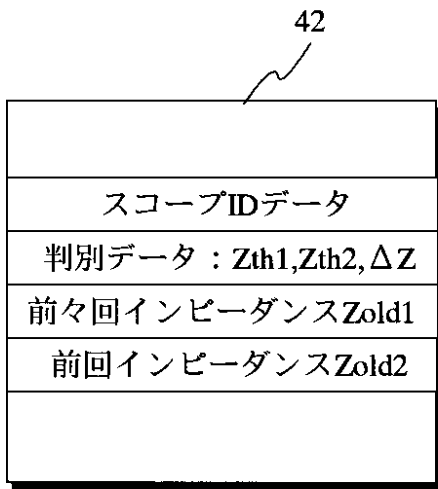 42
スコープIDデータ
判別データ：Zth1,Zth2,ΔZ
前々回インピーダンスZold1
前回インピーダンスZold2